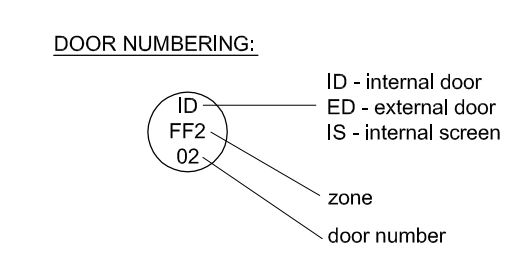 DOOR NUMBERING:
ID
FF2
02
ID - internal door
ED - external door
IS - internal screen
zone
door number